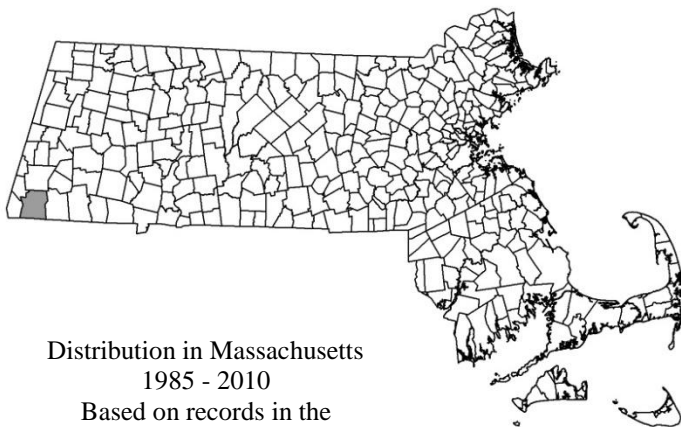 Distribution in Massachusetts
1985 - 2010
Based on records in the